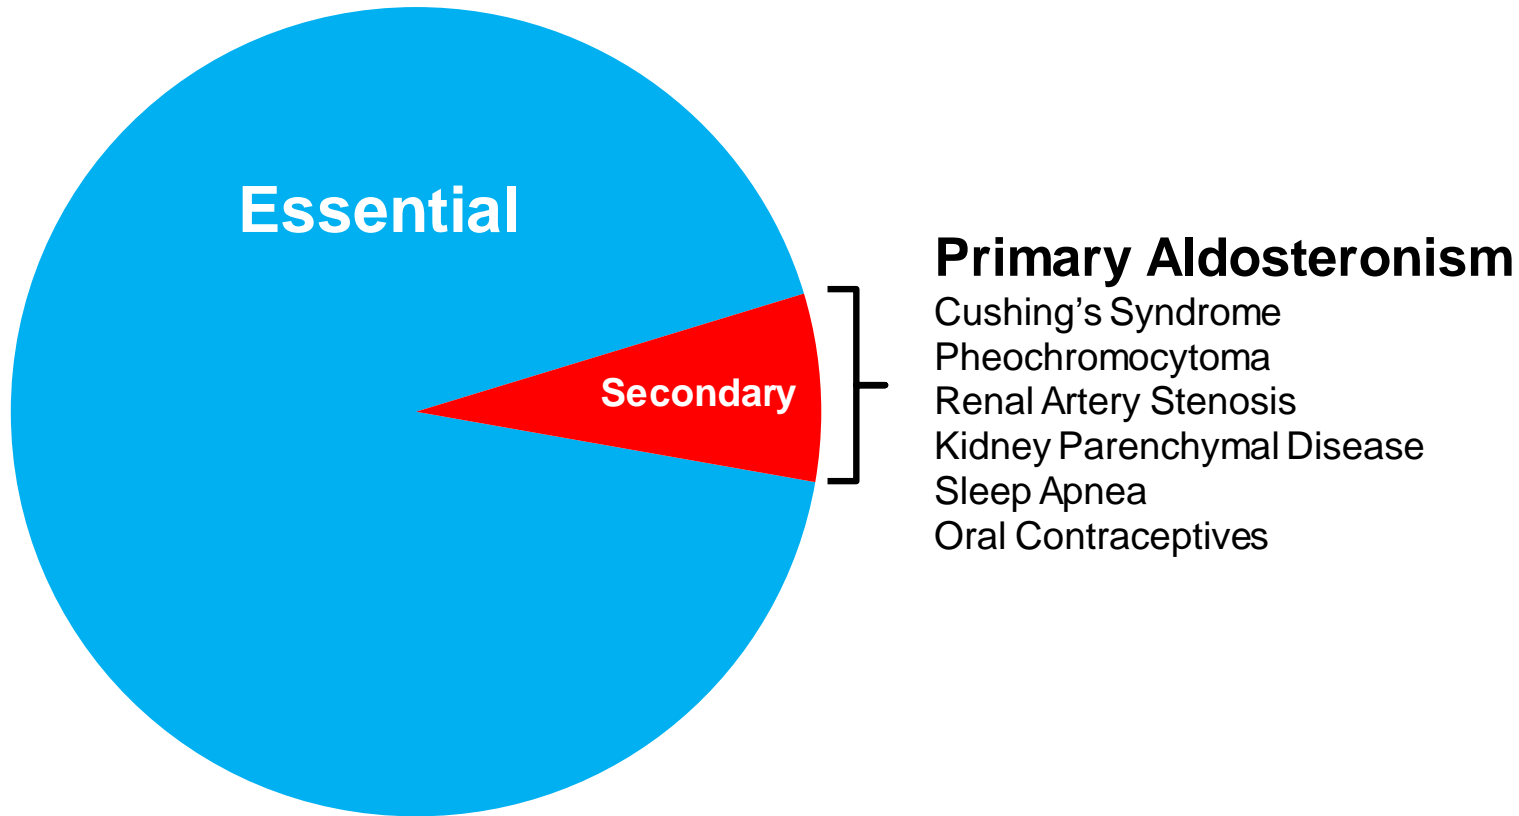 Essential
Secondary
Primary Aldosteronism
Cushing's Syndrome
Pheochromocytoma
Renal Artery Stenosis
Kidney Parenchymal Disease
Sleep Apnea
Oral Contraceptives